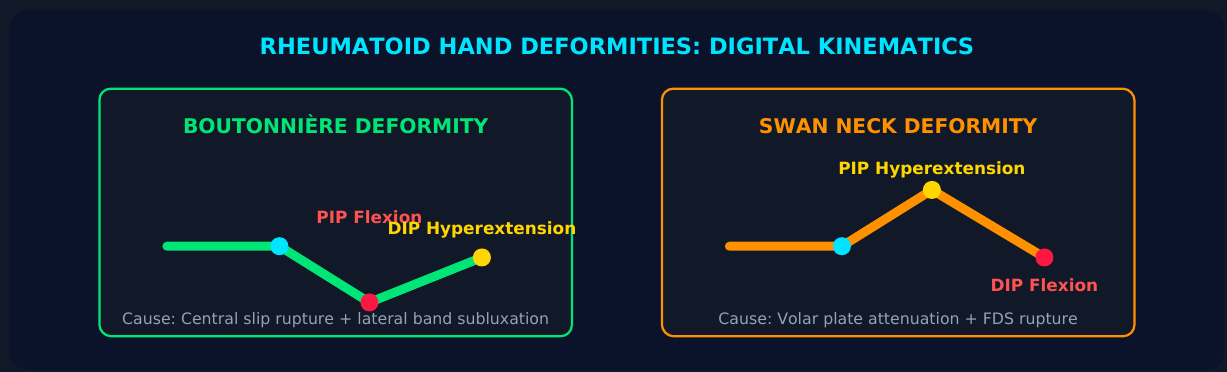 RHEUMATOID HAND DEFORMITIES: DIGITAL KINEMATICS
BOUTONNIÈRE DEFORMITY
PIP Flexion
DIP Hyperextension
Cause: Central slip rupture + lateral band subluxation
SWAN NECK DEFORMITY
PIP Hyperextension
DIP Flexion
Cause: Volar plate attenuation + FDS rupture